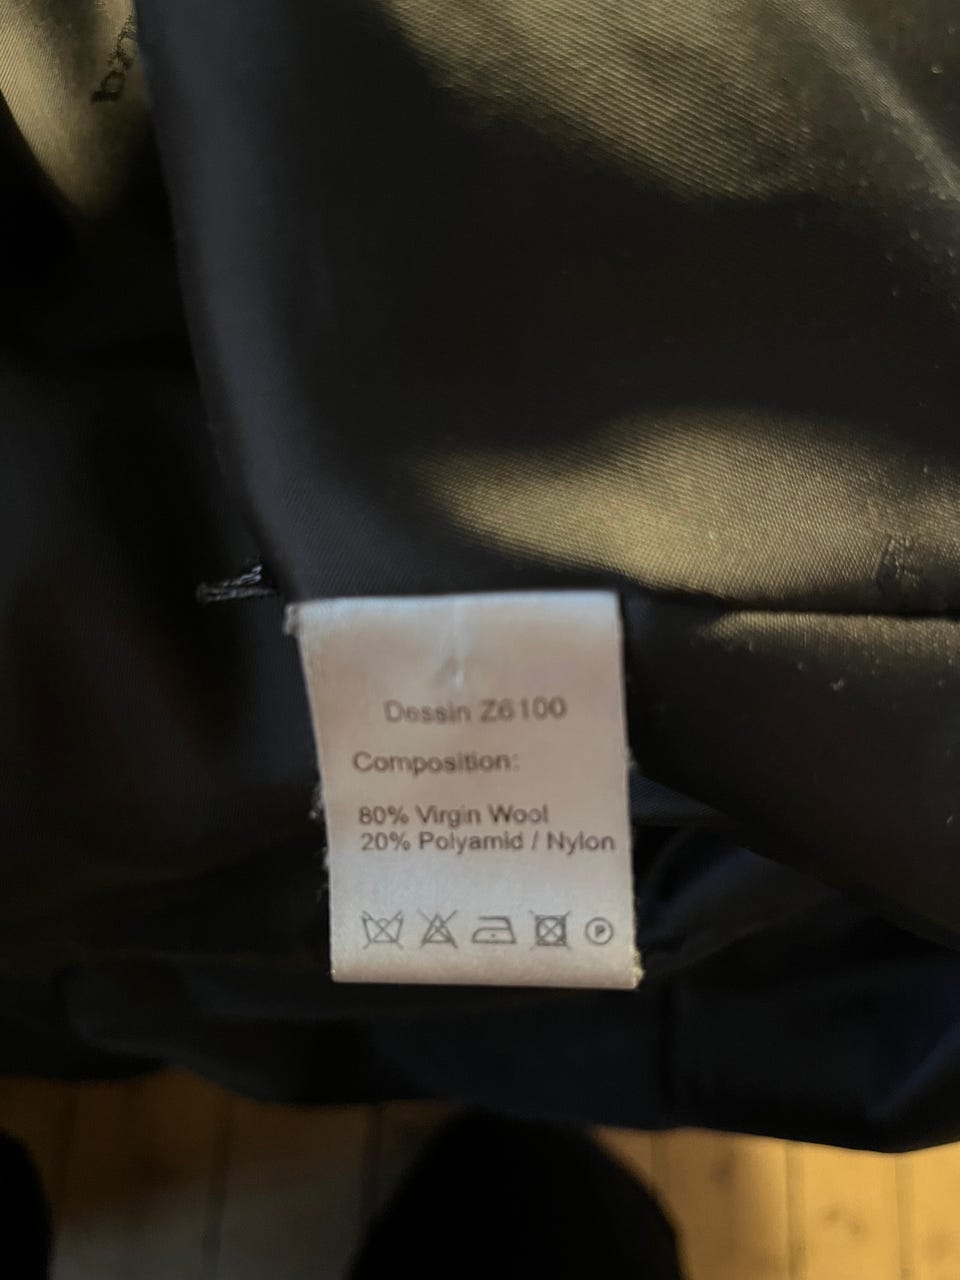 Dessin Z6100
Composition:
80% Virgin Wool
20% Polyamid / Nylon
P